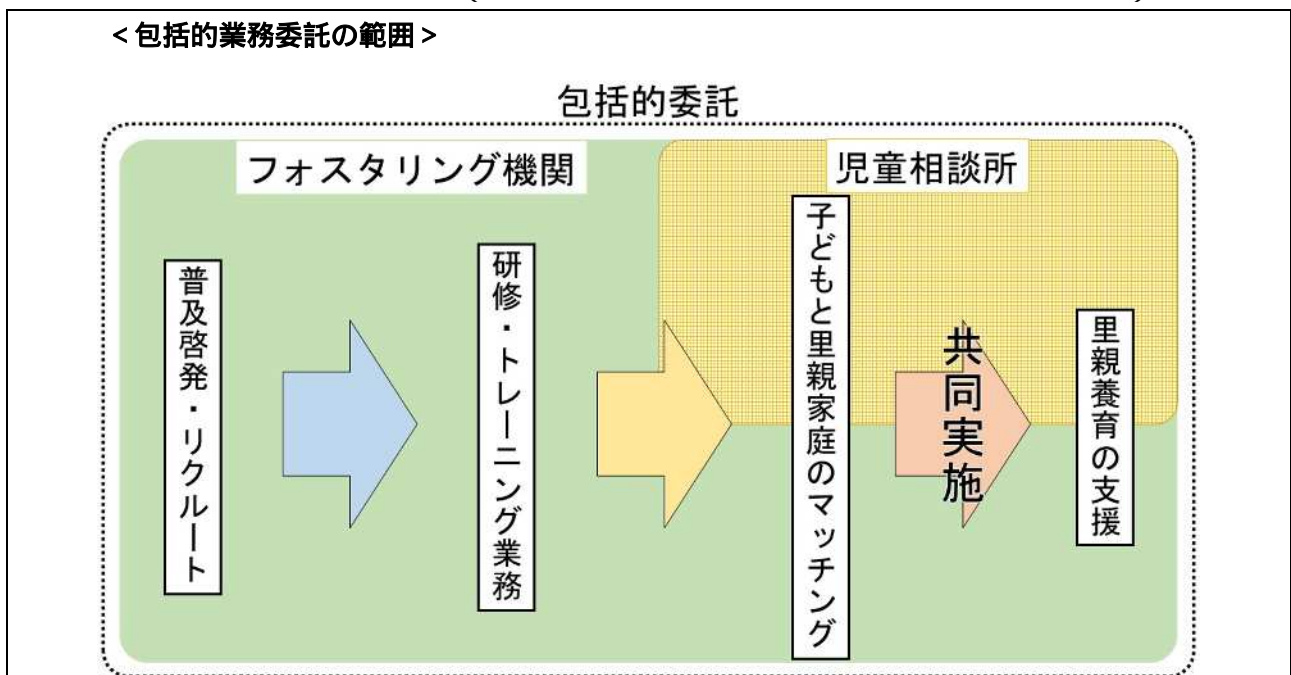 ＜包括的業務委託の範囲＞
包括的委託
フォスタリング機関
児童相談所
普及啓発・リクルート
研修・トレーニング業務
子どもと里親家庭のマッチング
共同実施
里親養育の支援